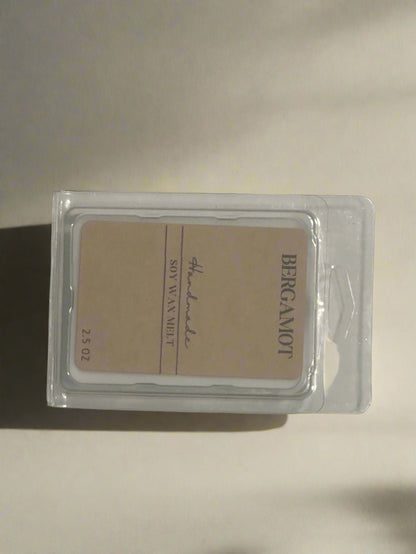 BERGAMOT
Handmade
SOY WAX MELT
2.5 OZ